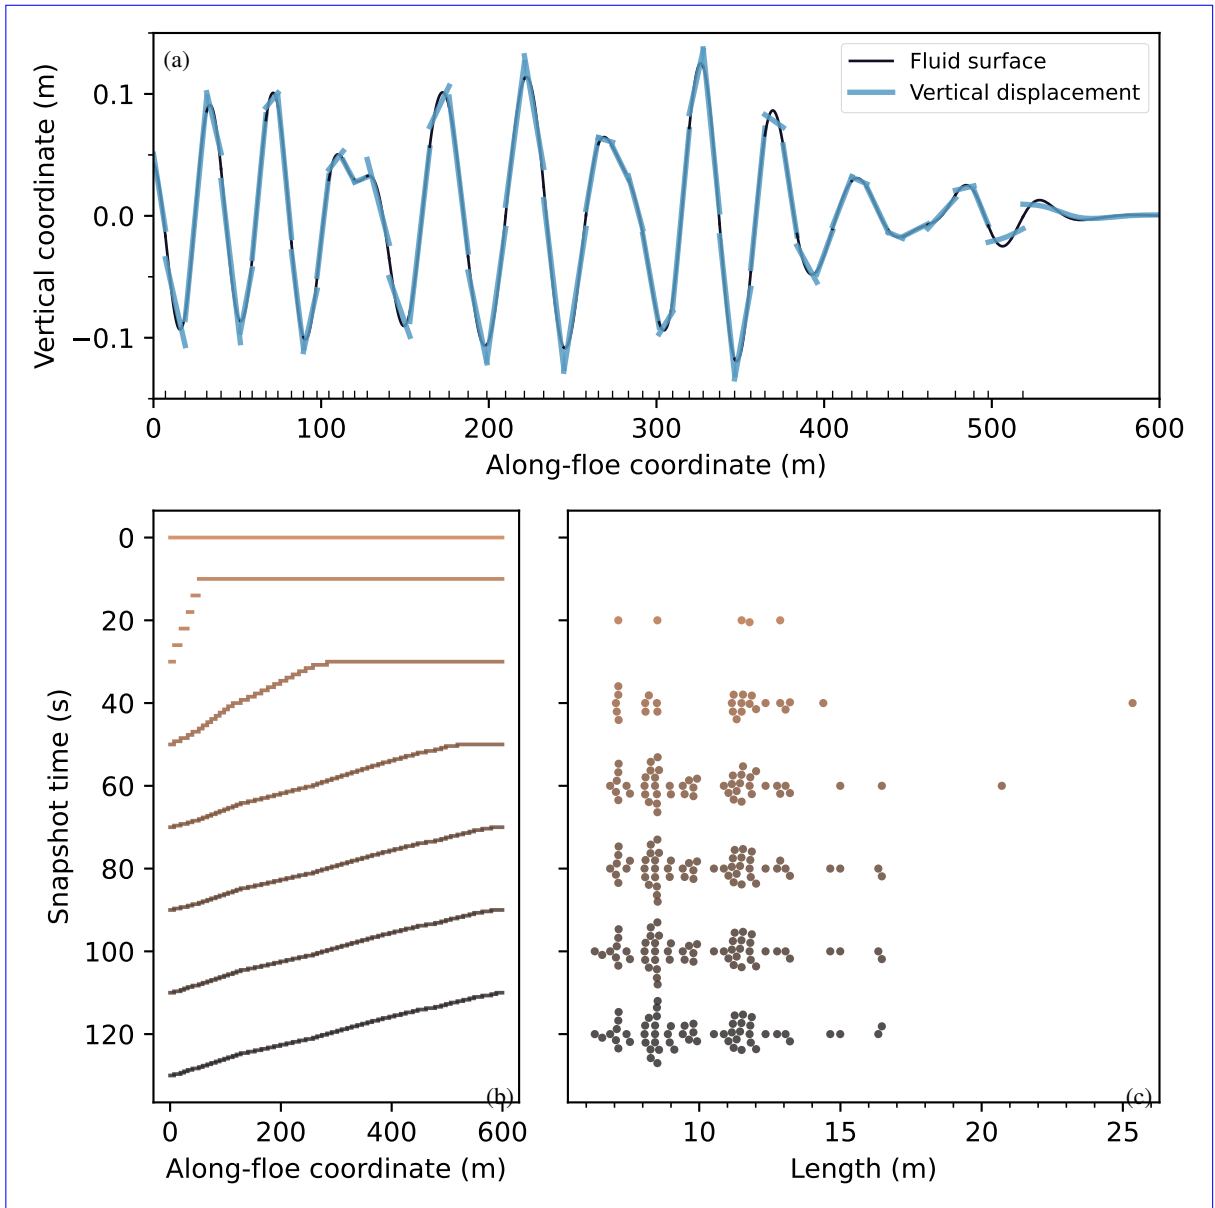 (a)
Fluid surface
Vertical displacement
Vertical coordinate (m)
0.1
0.0
−0.1
0 100 200 300 400 500 600
Along-floe coordinate (m)
Snapshot time (s)
0
20
40
60
80
100
120
(b)
(c)
0 200 400 600
10 15 20 25
Along-floe coordinate (m)
Length (m)